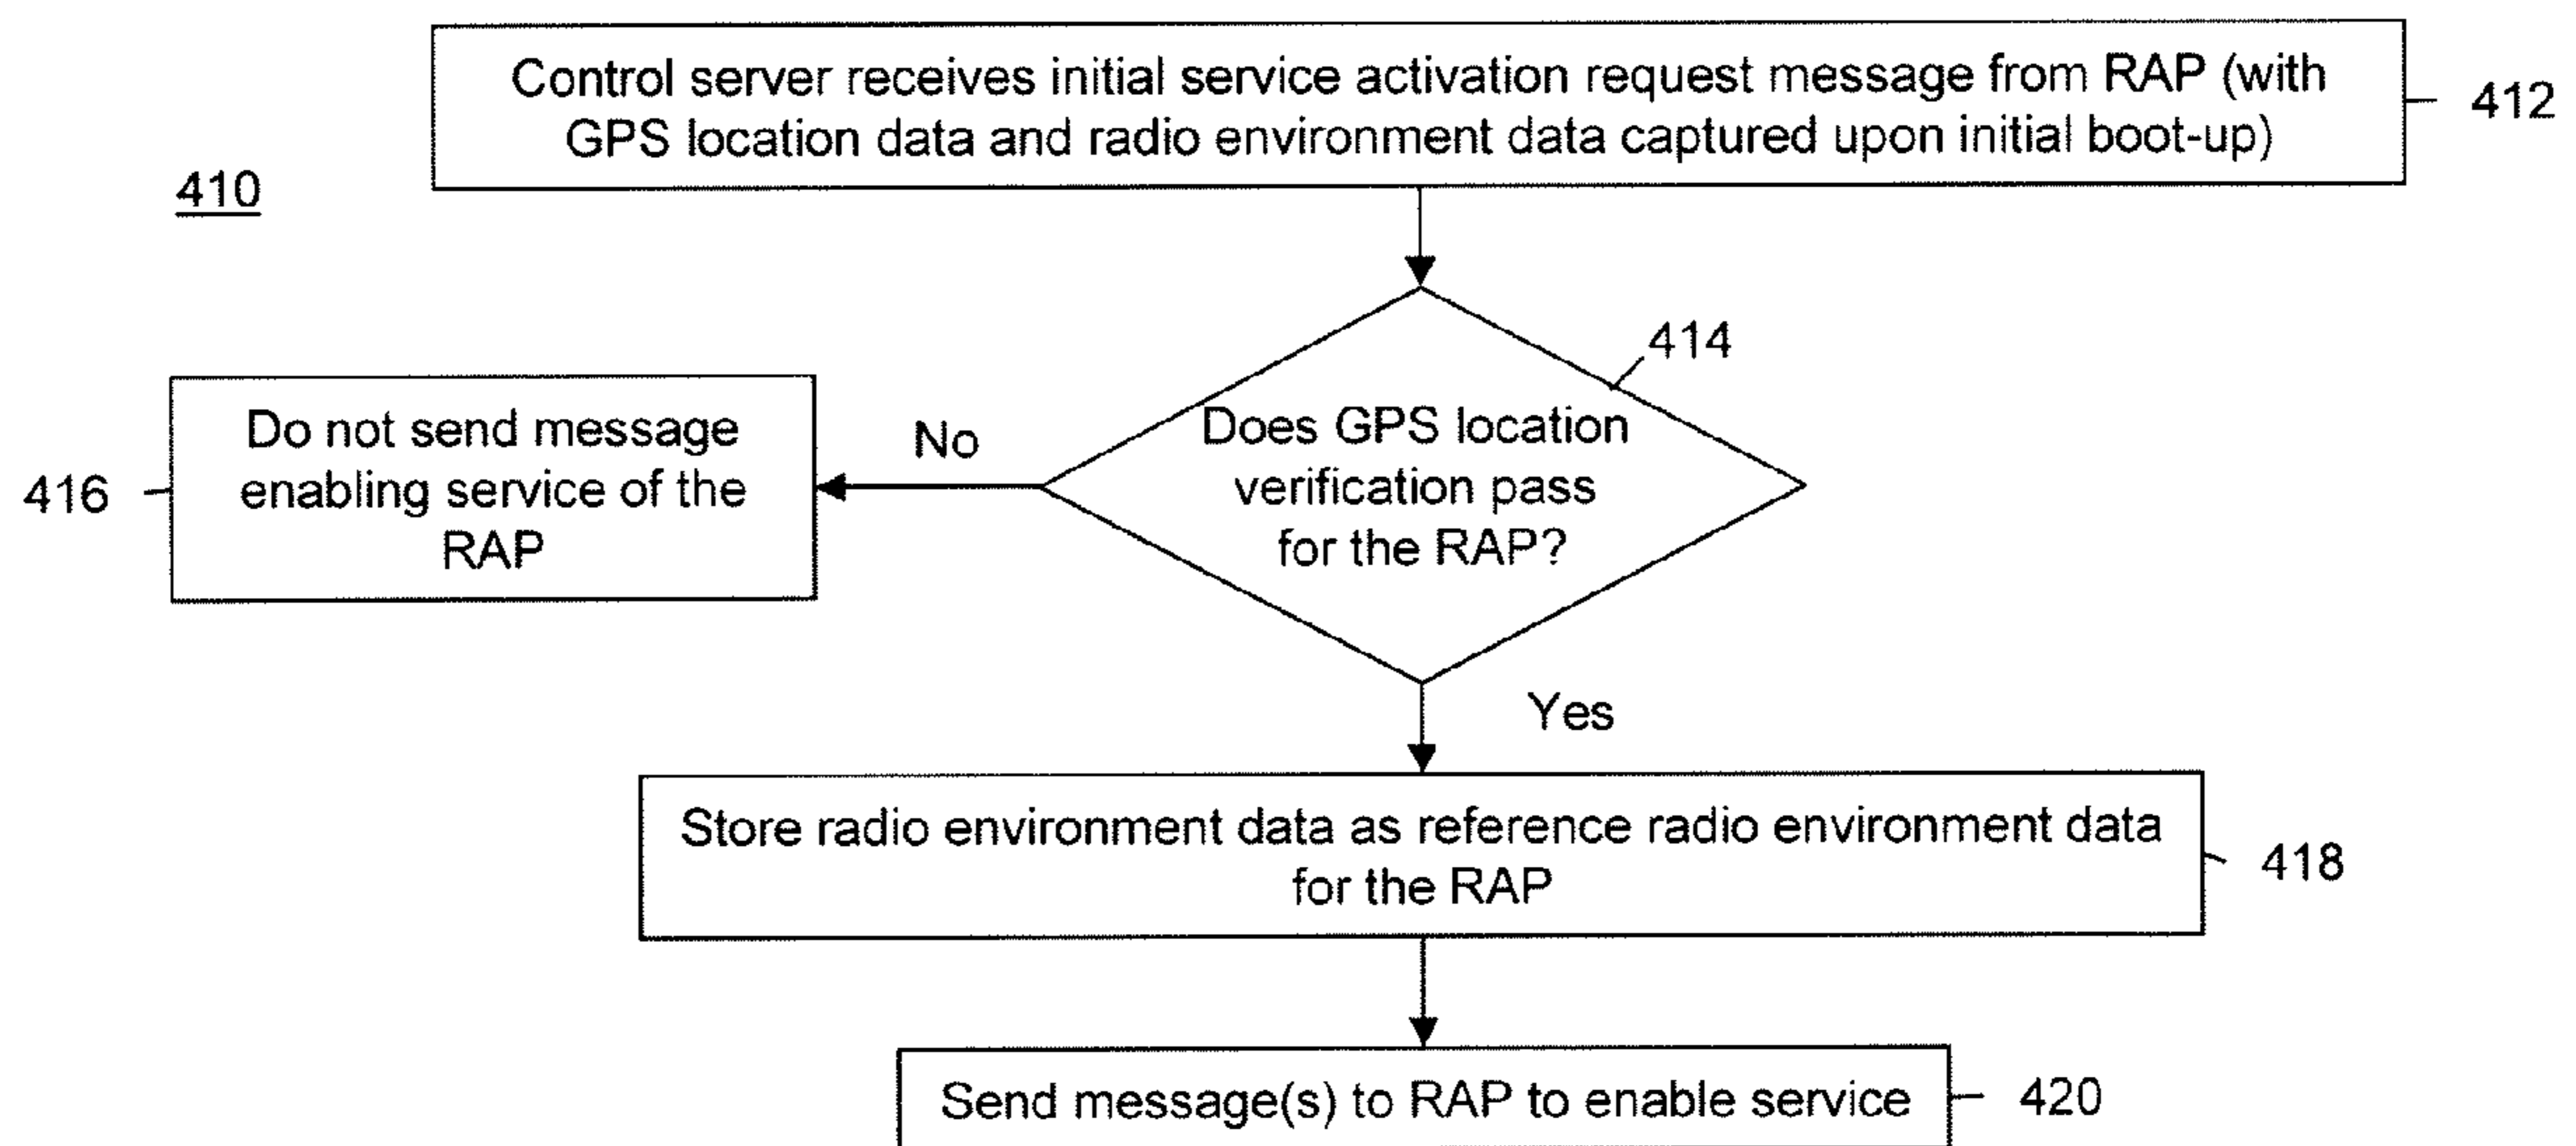 Control server receives initial service activation request message from RAP (with
GPS location data and radio environment data captured upon initial boot-up)
412
410
414
Does GPS location
verification pass
for the RAP?
No
Do not send message
enabling service of the
RAP
416
Yes
Store radio environment data as reference radio environment data
for the RAP
418
Send message(s) to RAP to enable service
420